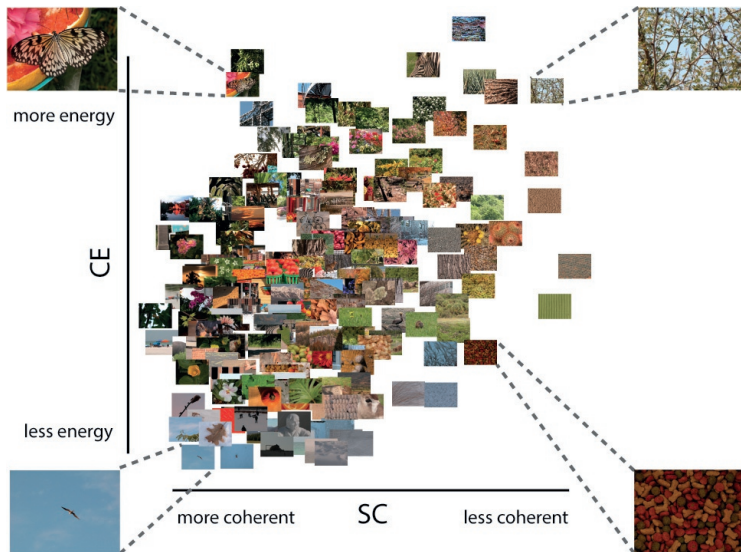 more energy
CE
less energy
more coherent
SC
less coherent